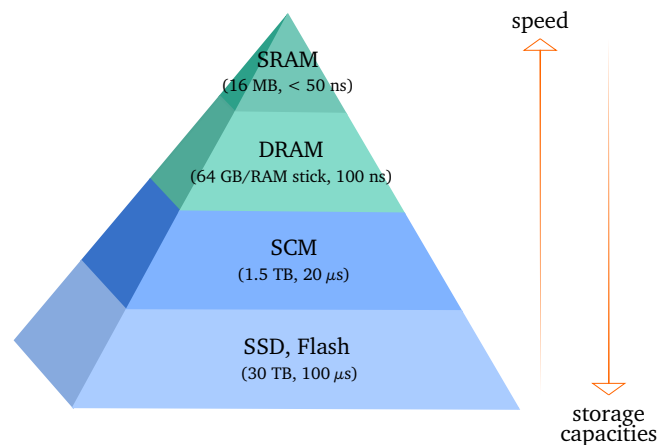 speed
SRAM
(16 MB, < 50 ns)
DRAM
(64 GB/RAM stick, 100 ns)
SCM
(1.5 TB, 20 µs)
SSD, Flash
(30 TB, 100 µs)
storage
capacities